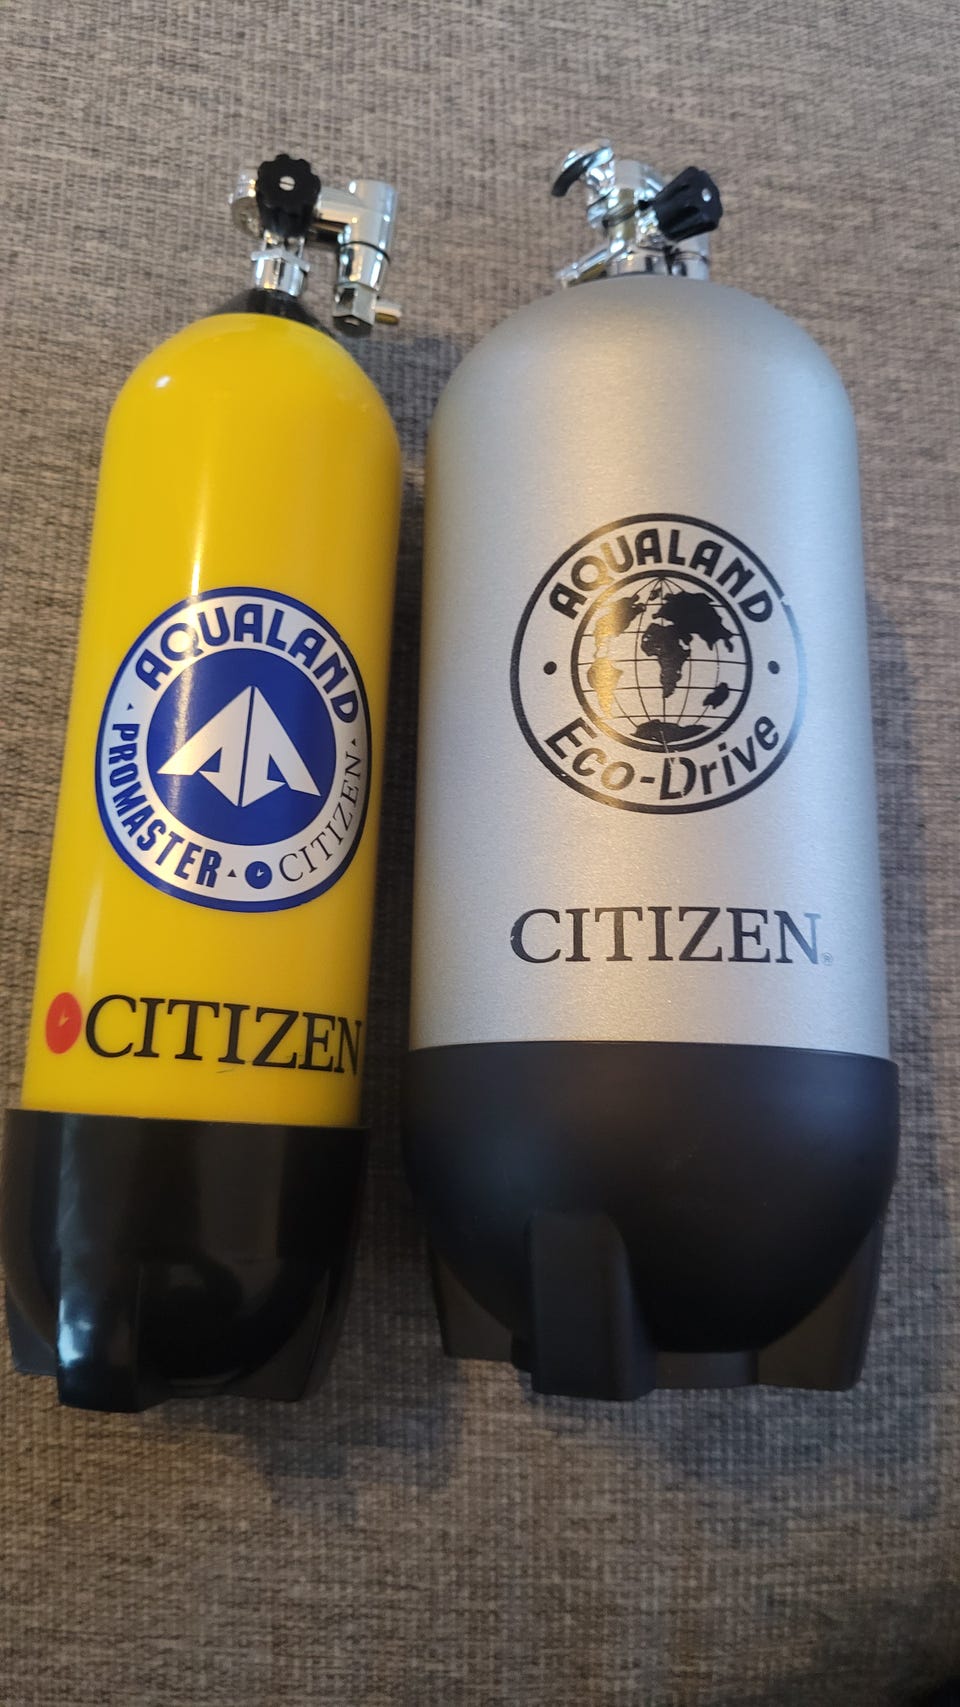 AQUALAND
PROMASTER
CITIZEN
CITIZEN
AQUALAND
Eco-Drive
CITIZEN®